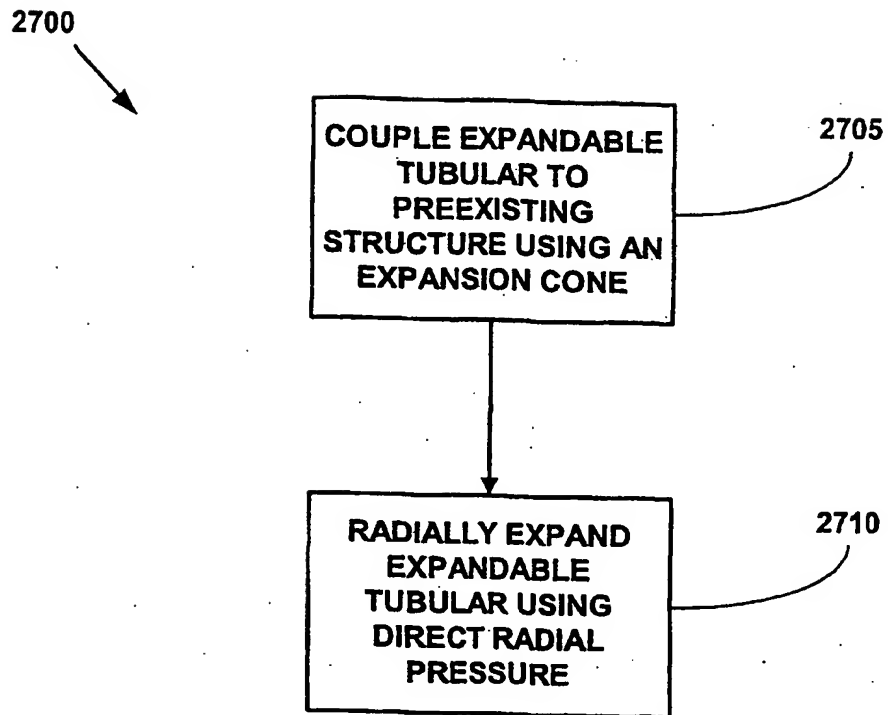 2700
COUPLE EXPANDABLE
TUBULAR TO
PREEXISTING
STRUCTURE USING AN
EXPANSION CONE
2705
RADIALLY EXPAND
EXPANDABLE
TUBULAR USING
DIRECT RADIAL
PRESSURE
2710